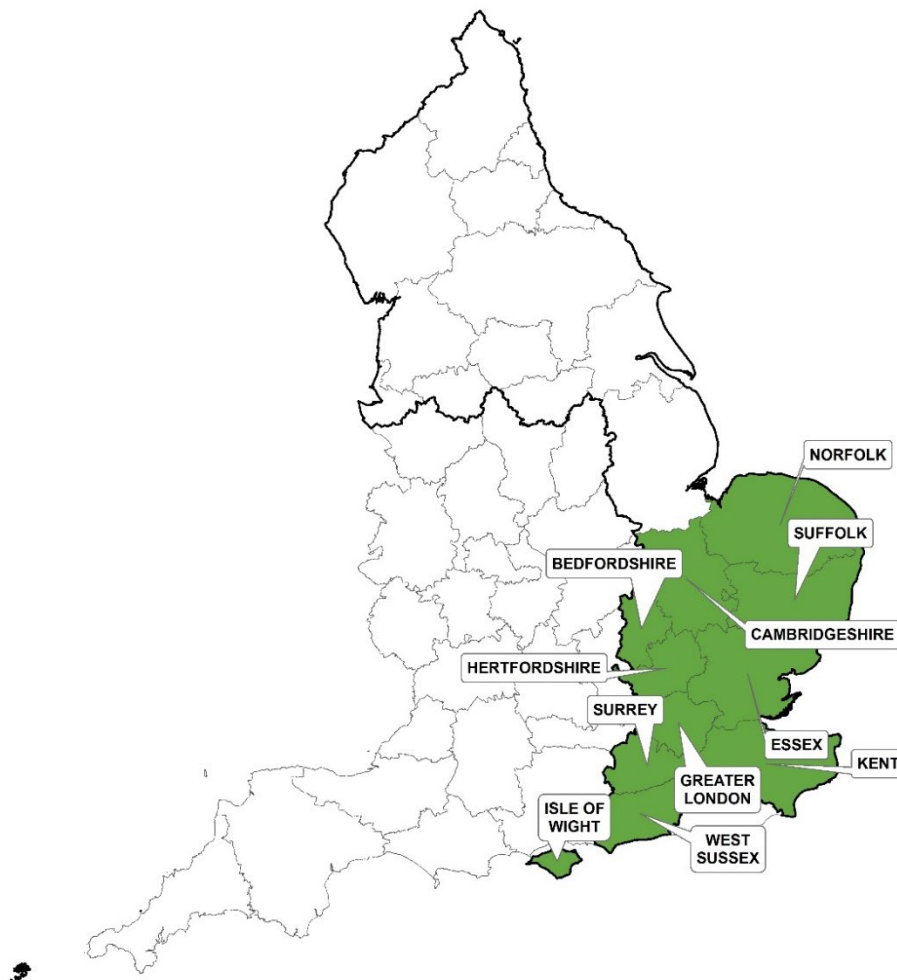 NORFOLK
SUFFOLK
BEDFORDSHIRE
CAMBRIDGESHIRE
HERTFORDSHIRE
SURREY
ESSEX
KENT
GREATER
LONDON
ISLE OF
WIGHT
WEST
SUSSEX